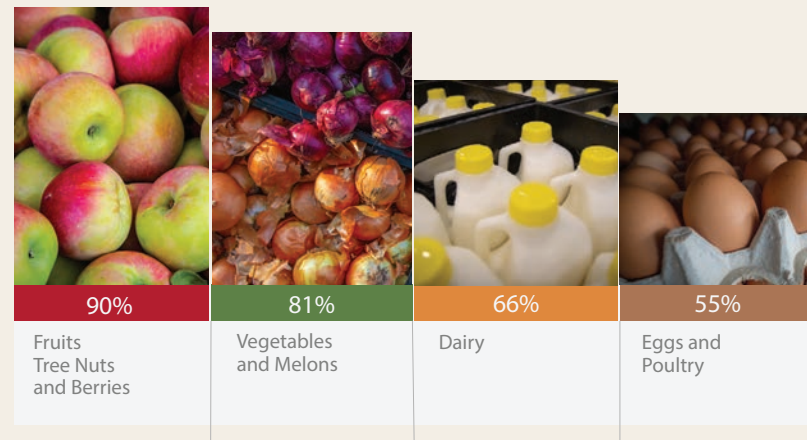 90%
Fruits
Tree Nuts
and Berries
81%
Vegetables
and Melons
66%
Dairy
55%
Eggs and
Poultry